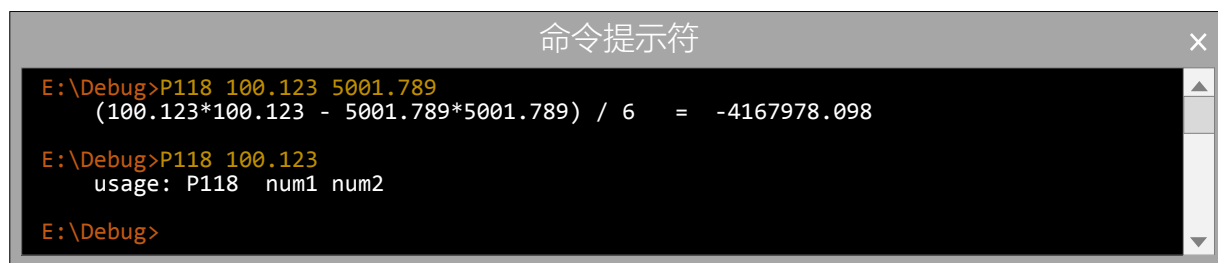 命令提示符
E:\Debug>P118 100.123 5001.789
(100.123*100.123 - 5001.789*5001.789) / 6   =  -4167978.098
E:\Debug>P118 100.123
usage: P118  num1 num2
E:\Debug>